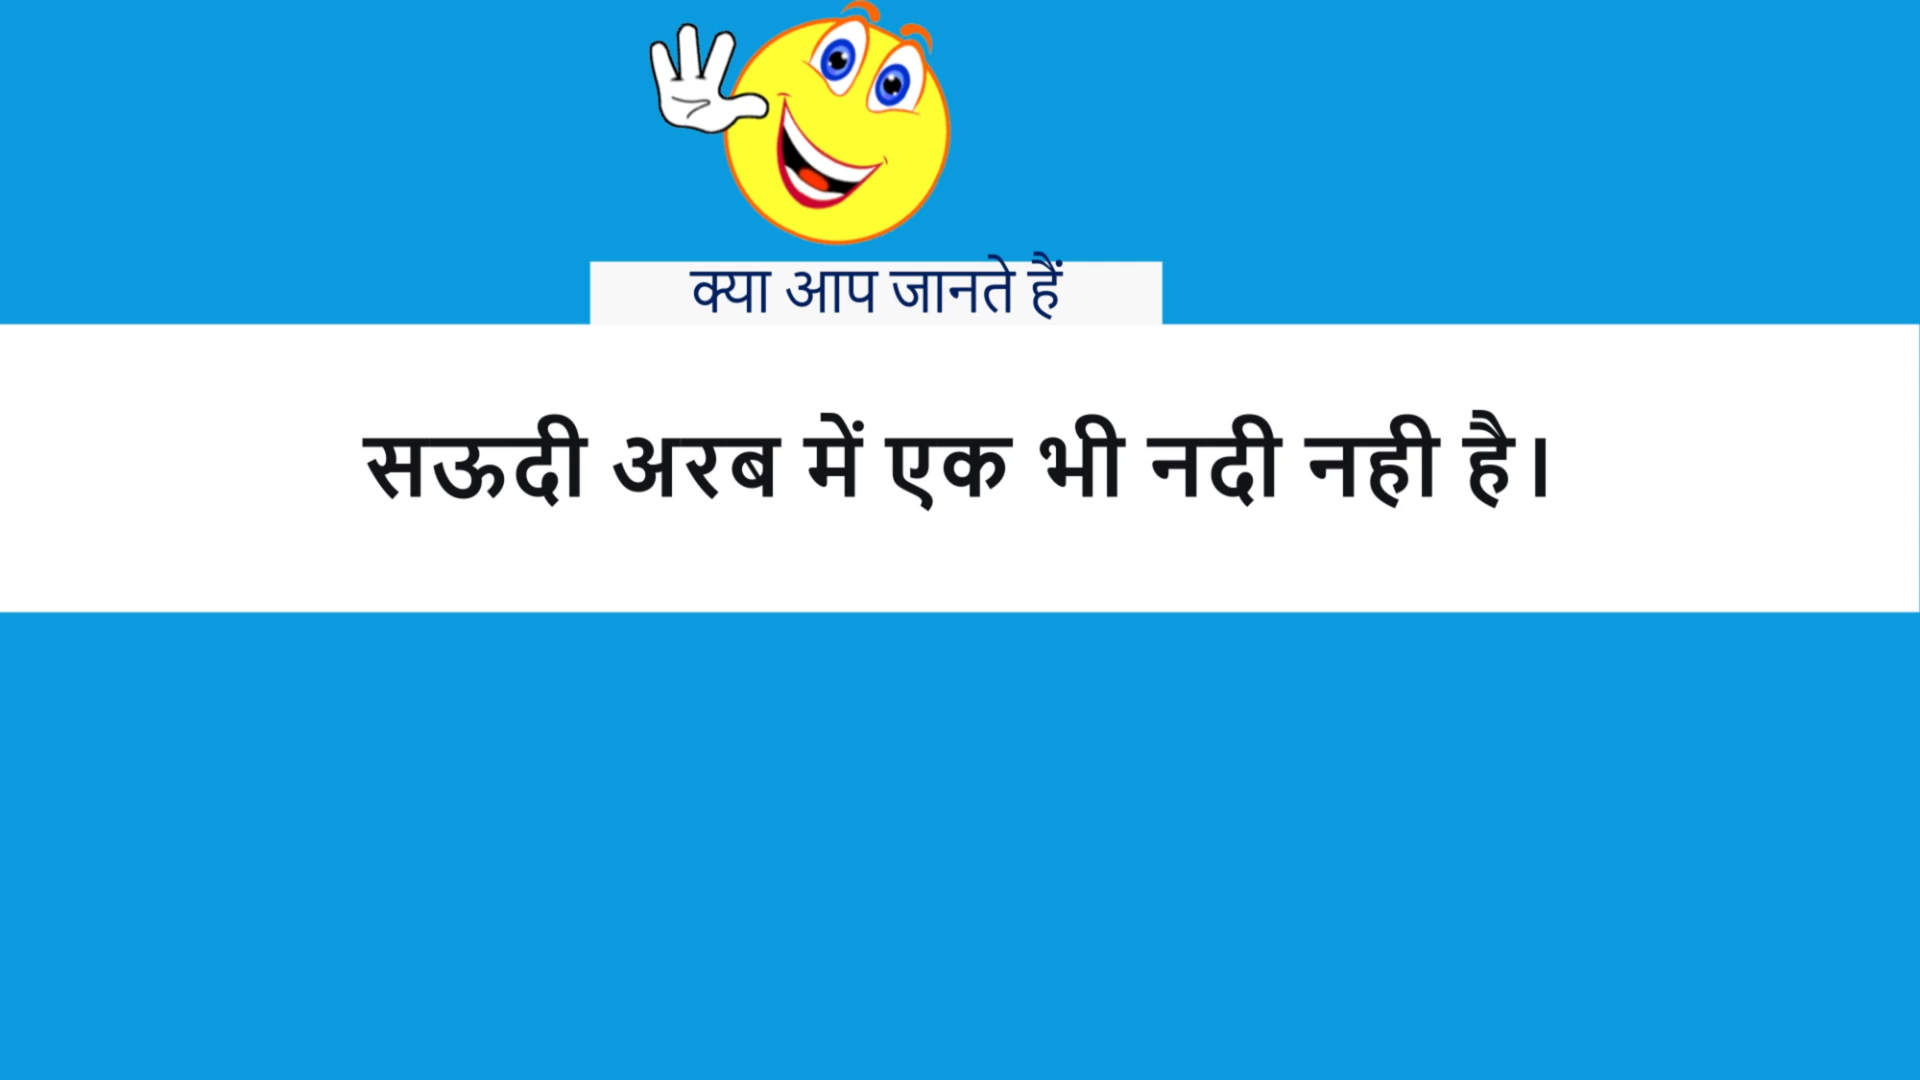 क्या आप जानते हैं
सऊदी अरब में एक भी नदी नही है।